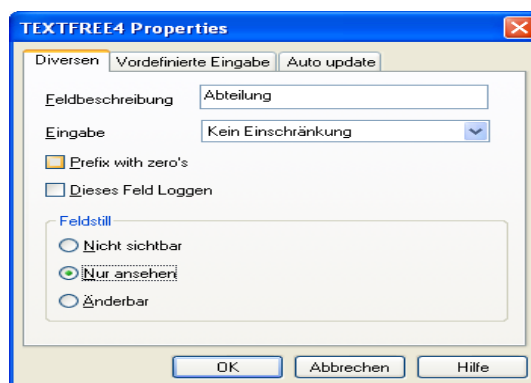 TEXTFREE4 Properties
Diversen Vordefinierte Eingabe Auto update
Feldbeschreibung Abteilung
Eingabe Kein Einschränkung
Prefix with zero's
Dieses Feld Loggen
Feldstill
Nicht sichtbar
Nur ansehen
Änderbar
OK Abbrechen Hilfe